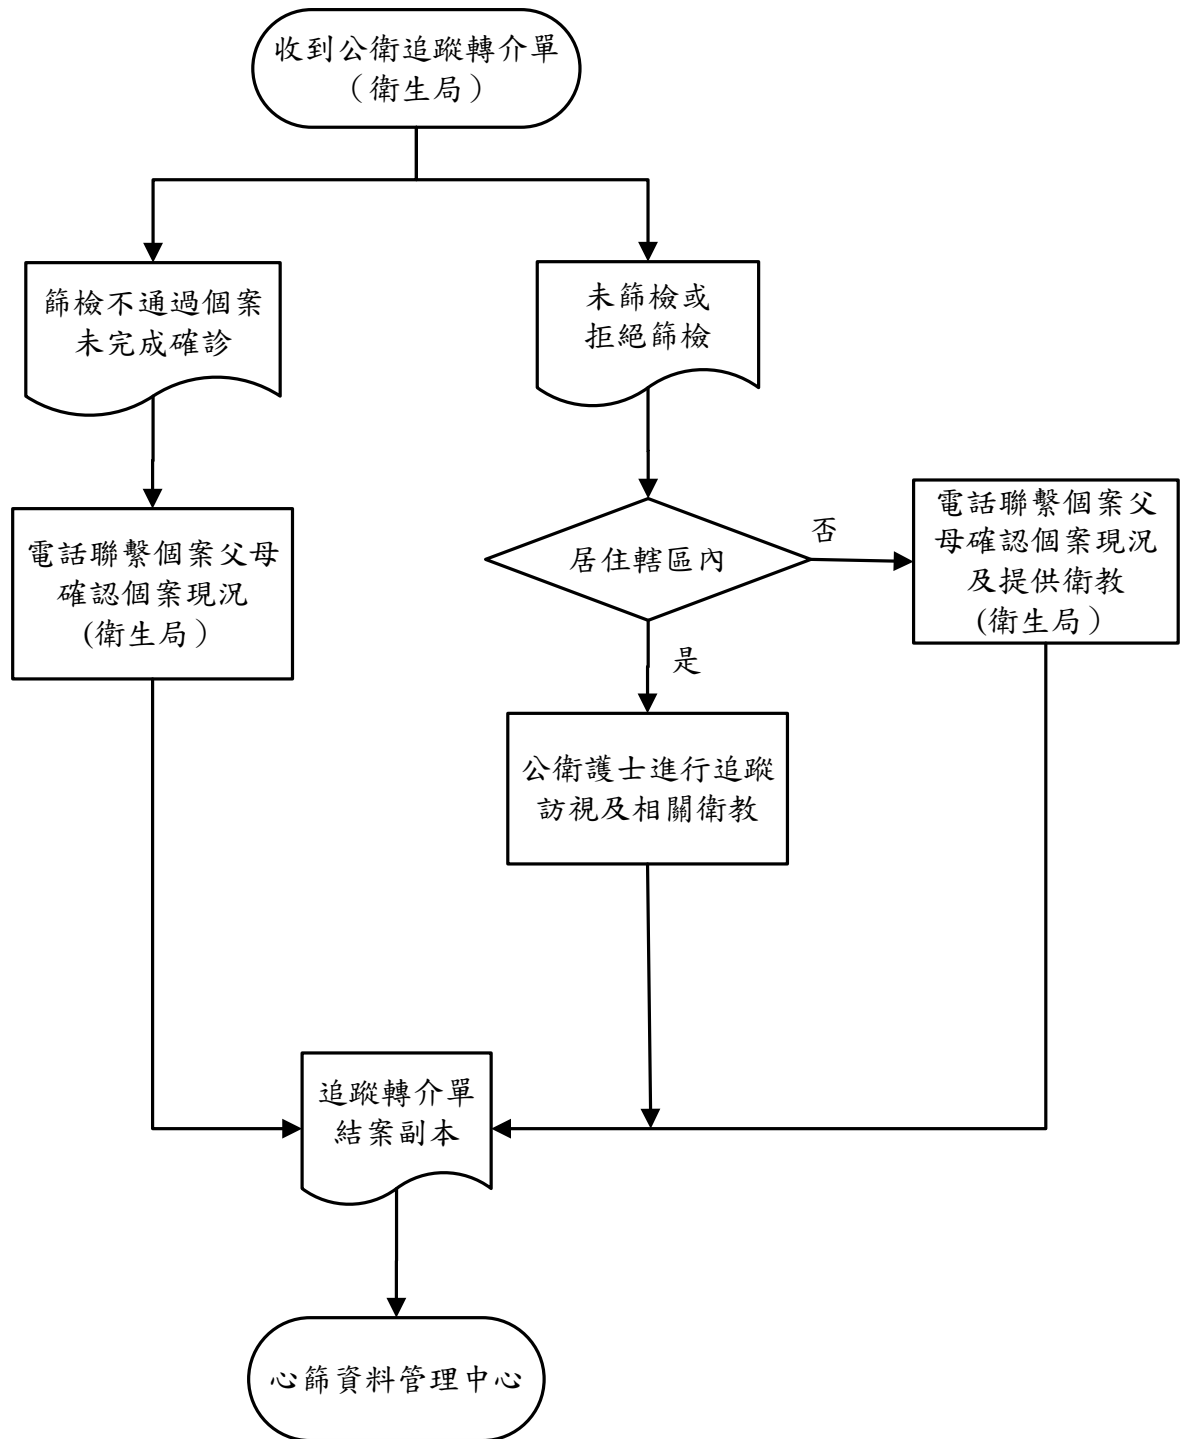 收到公衛追蹤轉介單
（衛生局）
篩檢不通過個案
未完成確診
未篩檢或
拒絕篩檢
電話聯繫個案父母
確認個案現況
(衛生局）
居住轄區內
否
電話聯繫個案父
母確認個案現況
及提供衛教
(衛生局）
是
公衛護士進行追蹤
訪視及相關衛教
追蹤轉介單
結案副本
心篩資料管理中心